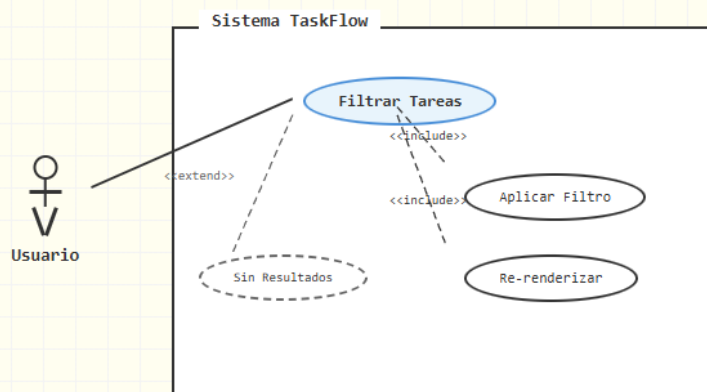 Sistema TaskFlow
Filtrar Tareas
<<include>>
<<extend>>
Aplicar Filtro
<<include>>
Usuario
Sin Resultados
Re-renderizar